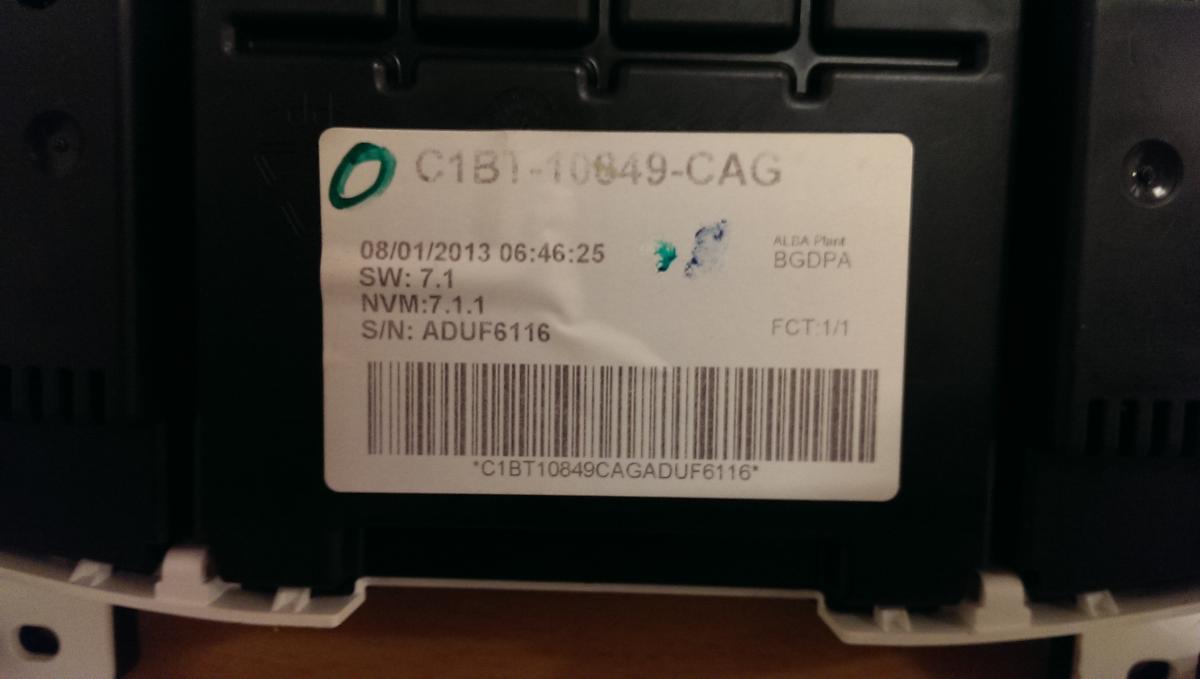 C1BT-10849-CAG
08/01/2013 06:46:25
ALBA Plant
BGDPA
SW: 7.1
NVM:7.1.1
S/N: ADUF6116
FCT:1/1
*C1BT10849CAGADUF6116*